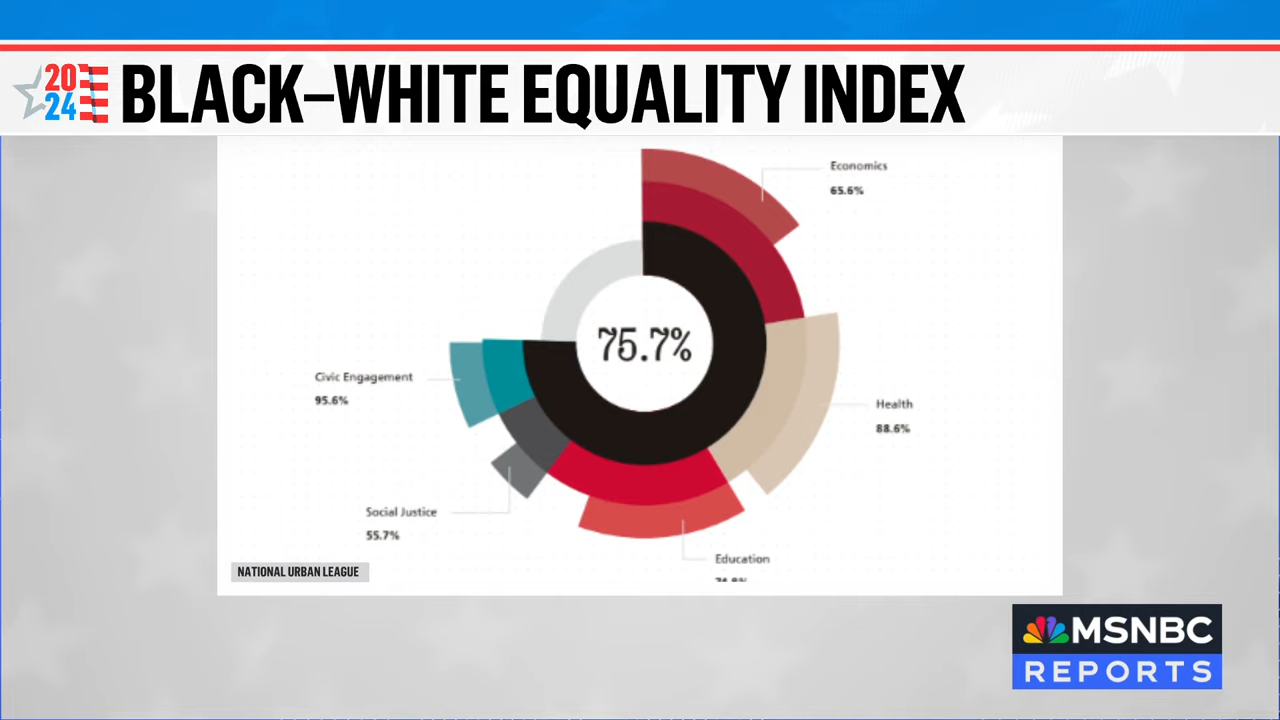 2024
BLACK–WHITE EQUALITY INDEX
Economics
65.6%
75.7%
Civic Engagement
95.6%
Health
88.6%
Social Justice
55.7%
Education
NATIONAL URBAN LEAGUE
MSNBC
REPORTS